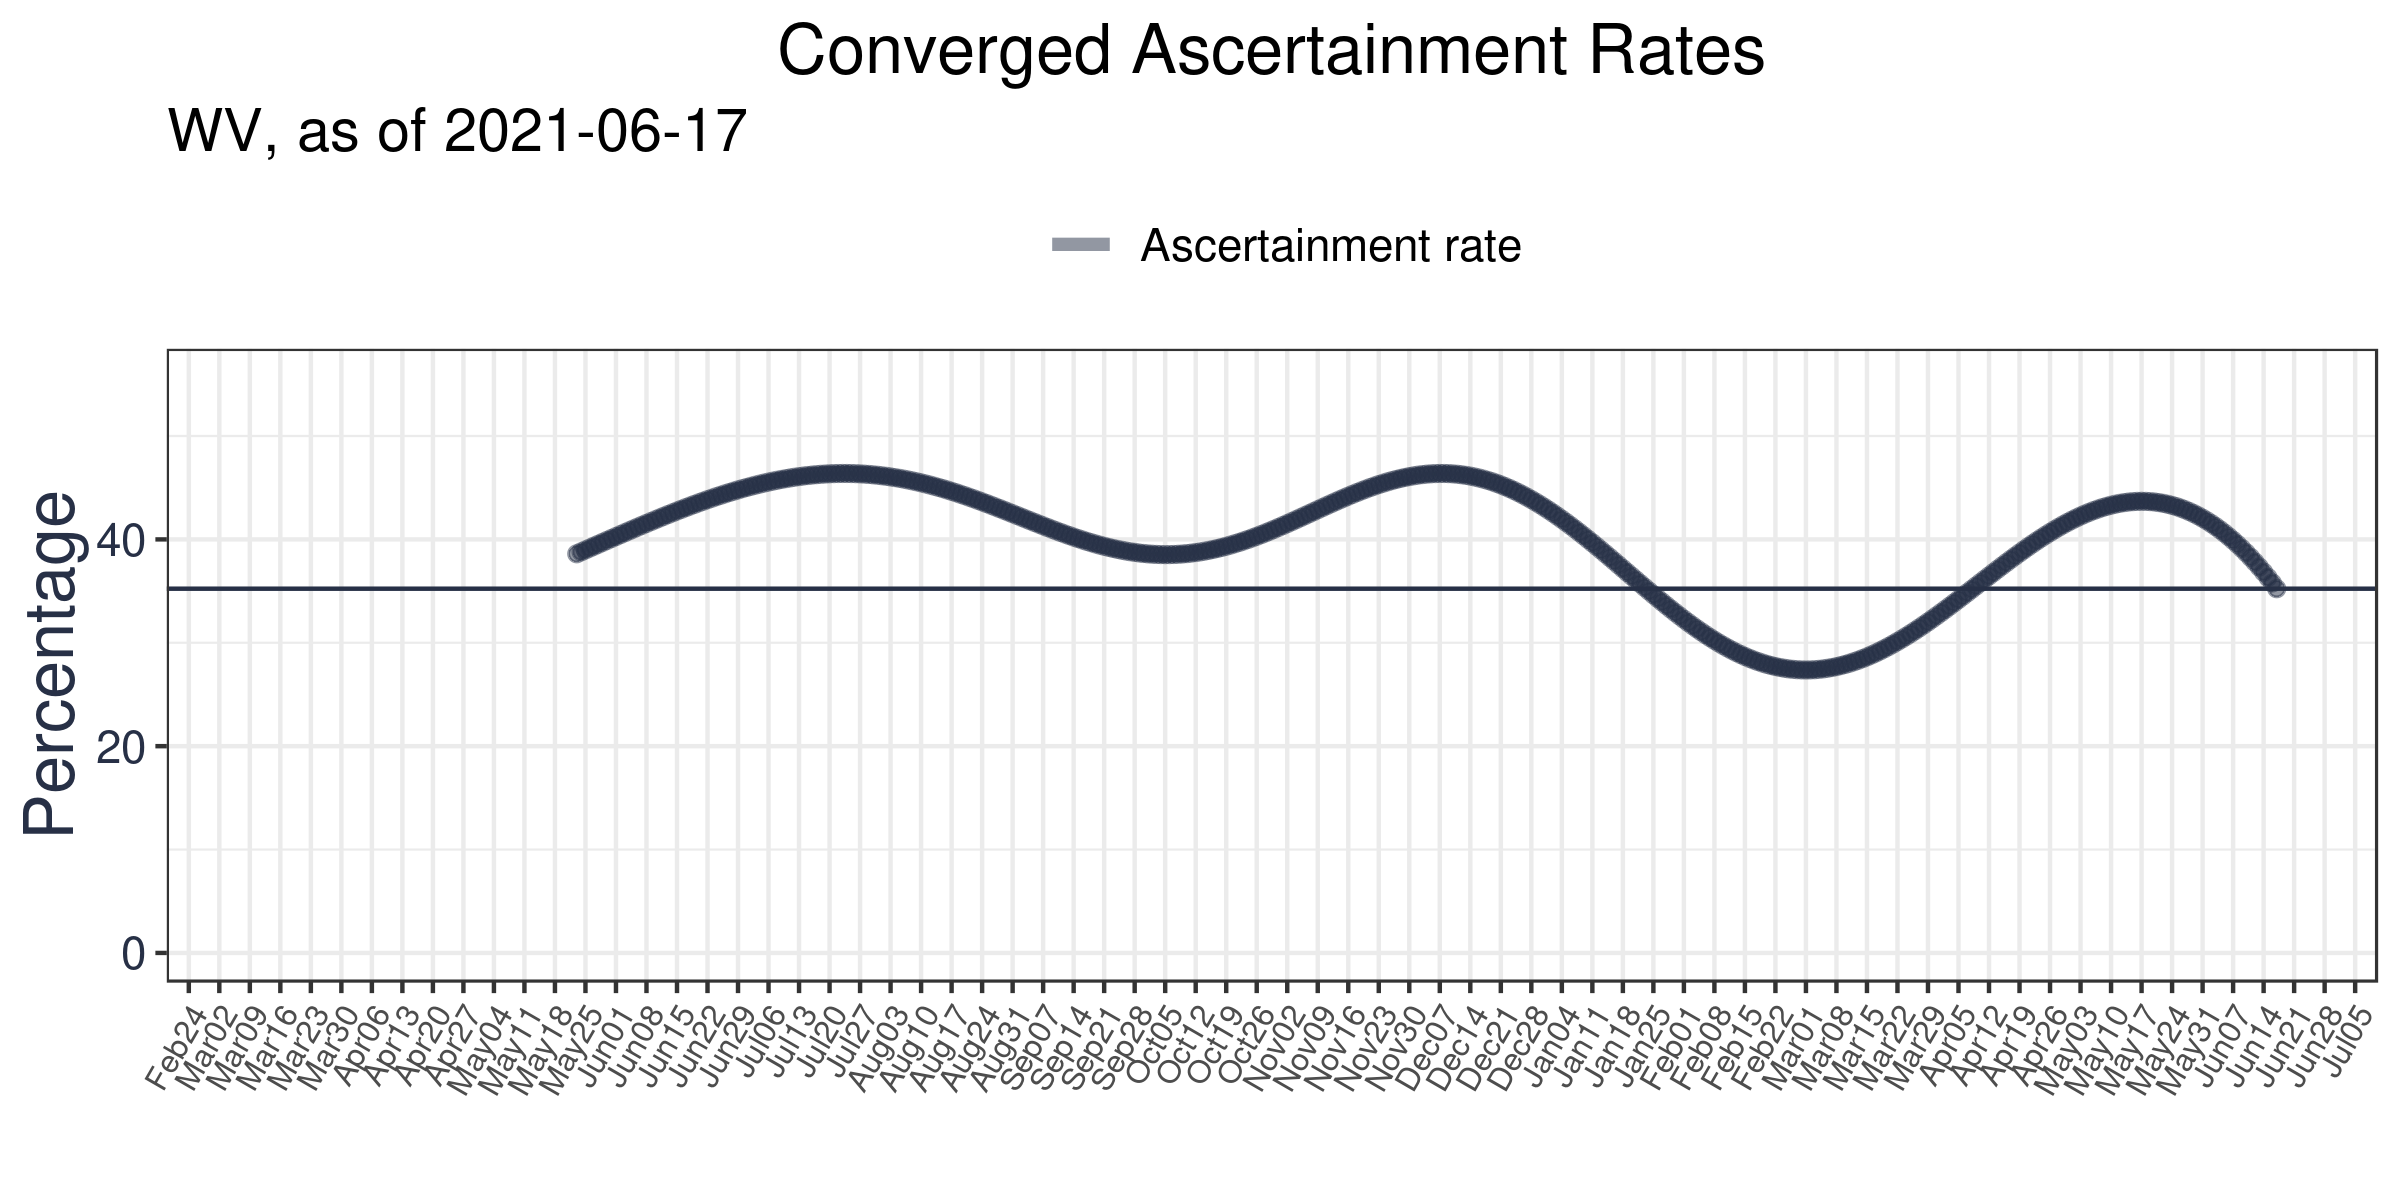 Converged Ascertainment Rates
WV, as of 2021-06-17
Ascertainment rate
Percentage
40
20
0
Feb24
Mar02
Mar09
Mar16
Mar23
Mar30
Apr06
Apr13
Apr20
Apr27
May04
May11
May18
May25
Jun01
Jun08
Jun15
Jun22
Jun29
Jul06
Jul13
Jul20
Jul27
Aug03
Aug10
Aug17
Aug24
Aug31
Sep07
Sep14
Sep21
Sep28
Oct05
Oct12
Oct19
Oct26
Nov02
Nov09
Nov16
Nov23
Nov30
Dec07
Dec14
Dec21
Dec28
Jan04
Jan11
Jan18
Jan25
Feb01
Feb08
Feb15
Feb22
Mar01
Mar08
Mar15
Mar22
Mar29
Apr05
Apr12
Apr19
Apr26
May03
May10
May17
May24
May31
Jun07
Jun14
Jun21
Jun28
Jul05